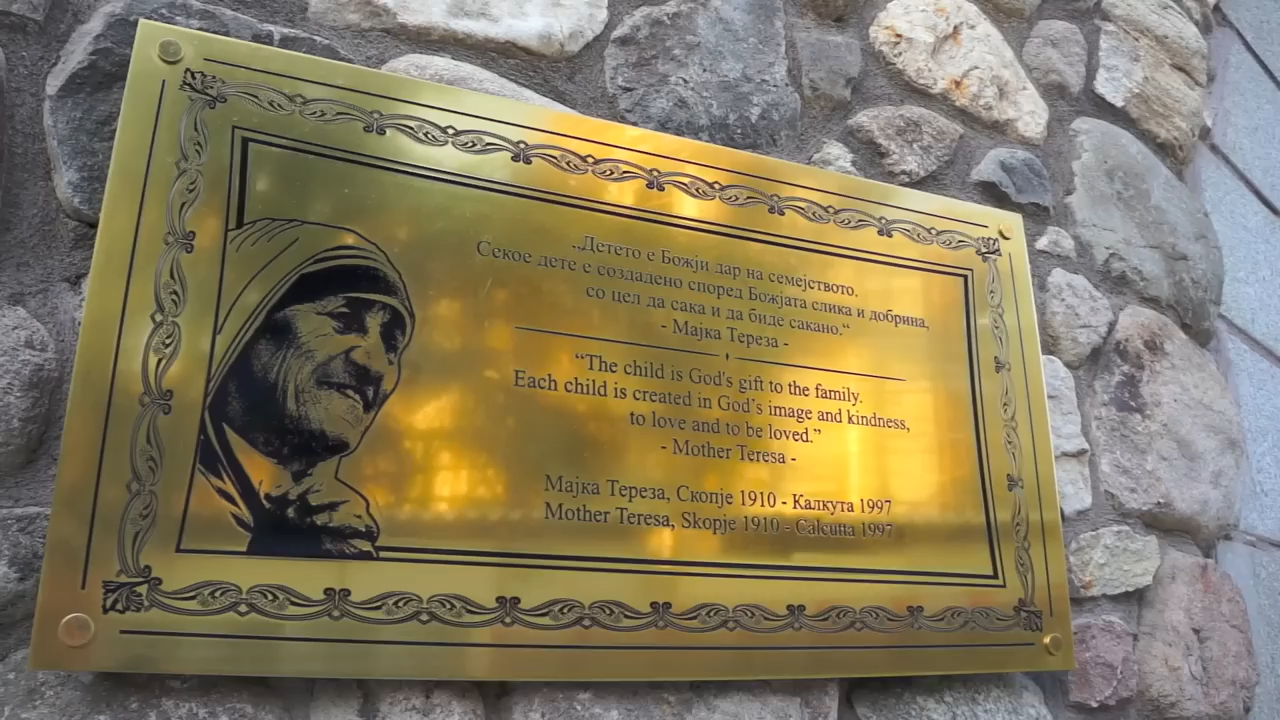 „Детето е Божји дар на семејството.
Секое дете е создадено според Божјата слика и добрина,
со цел да сака и да биде сакано.“
- Мајка Тереза -
“The child is God's gift to the family.
Each child is created in God’s image and kindness,
to love and to be loved.”
- Mother Teresa -
Мајка Тереза, Скопје 1910 - Калкута 1997
Mother Teresa, Skopje 1910 - Calcutta 1997